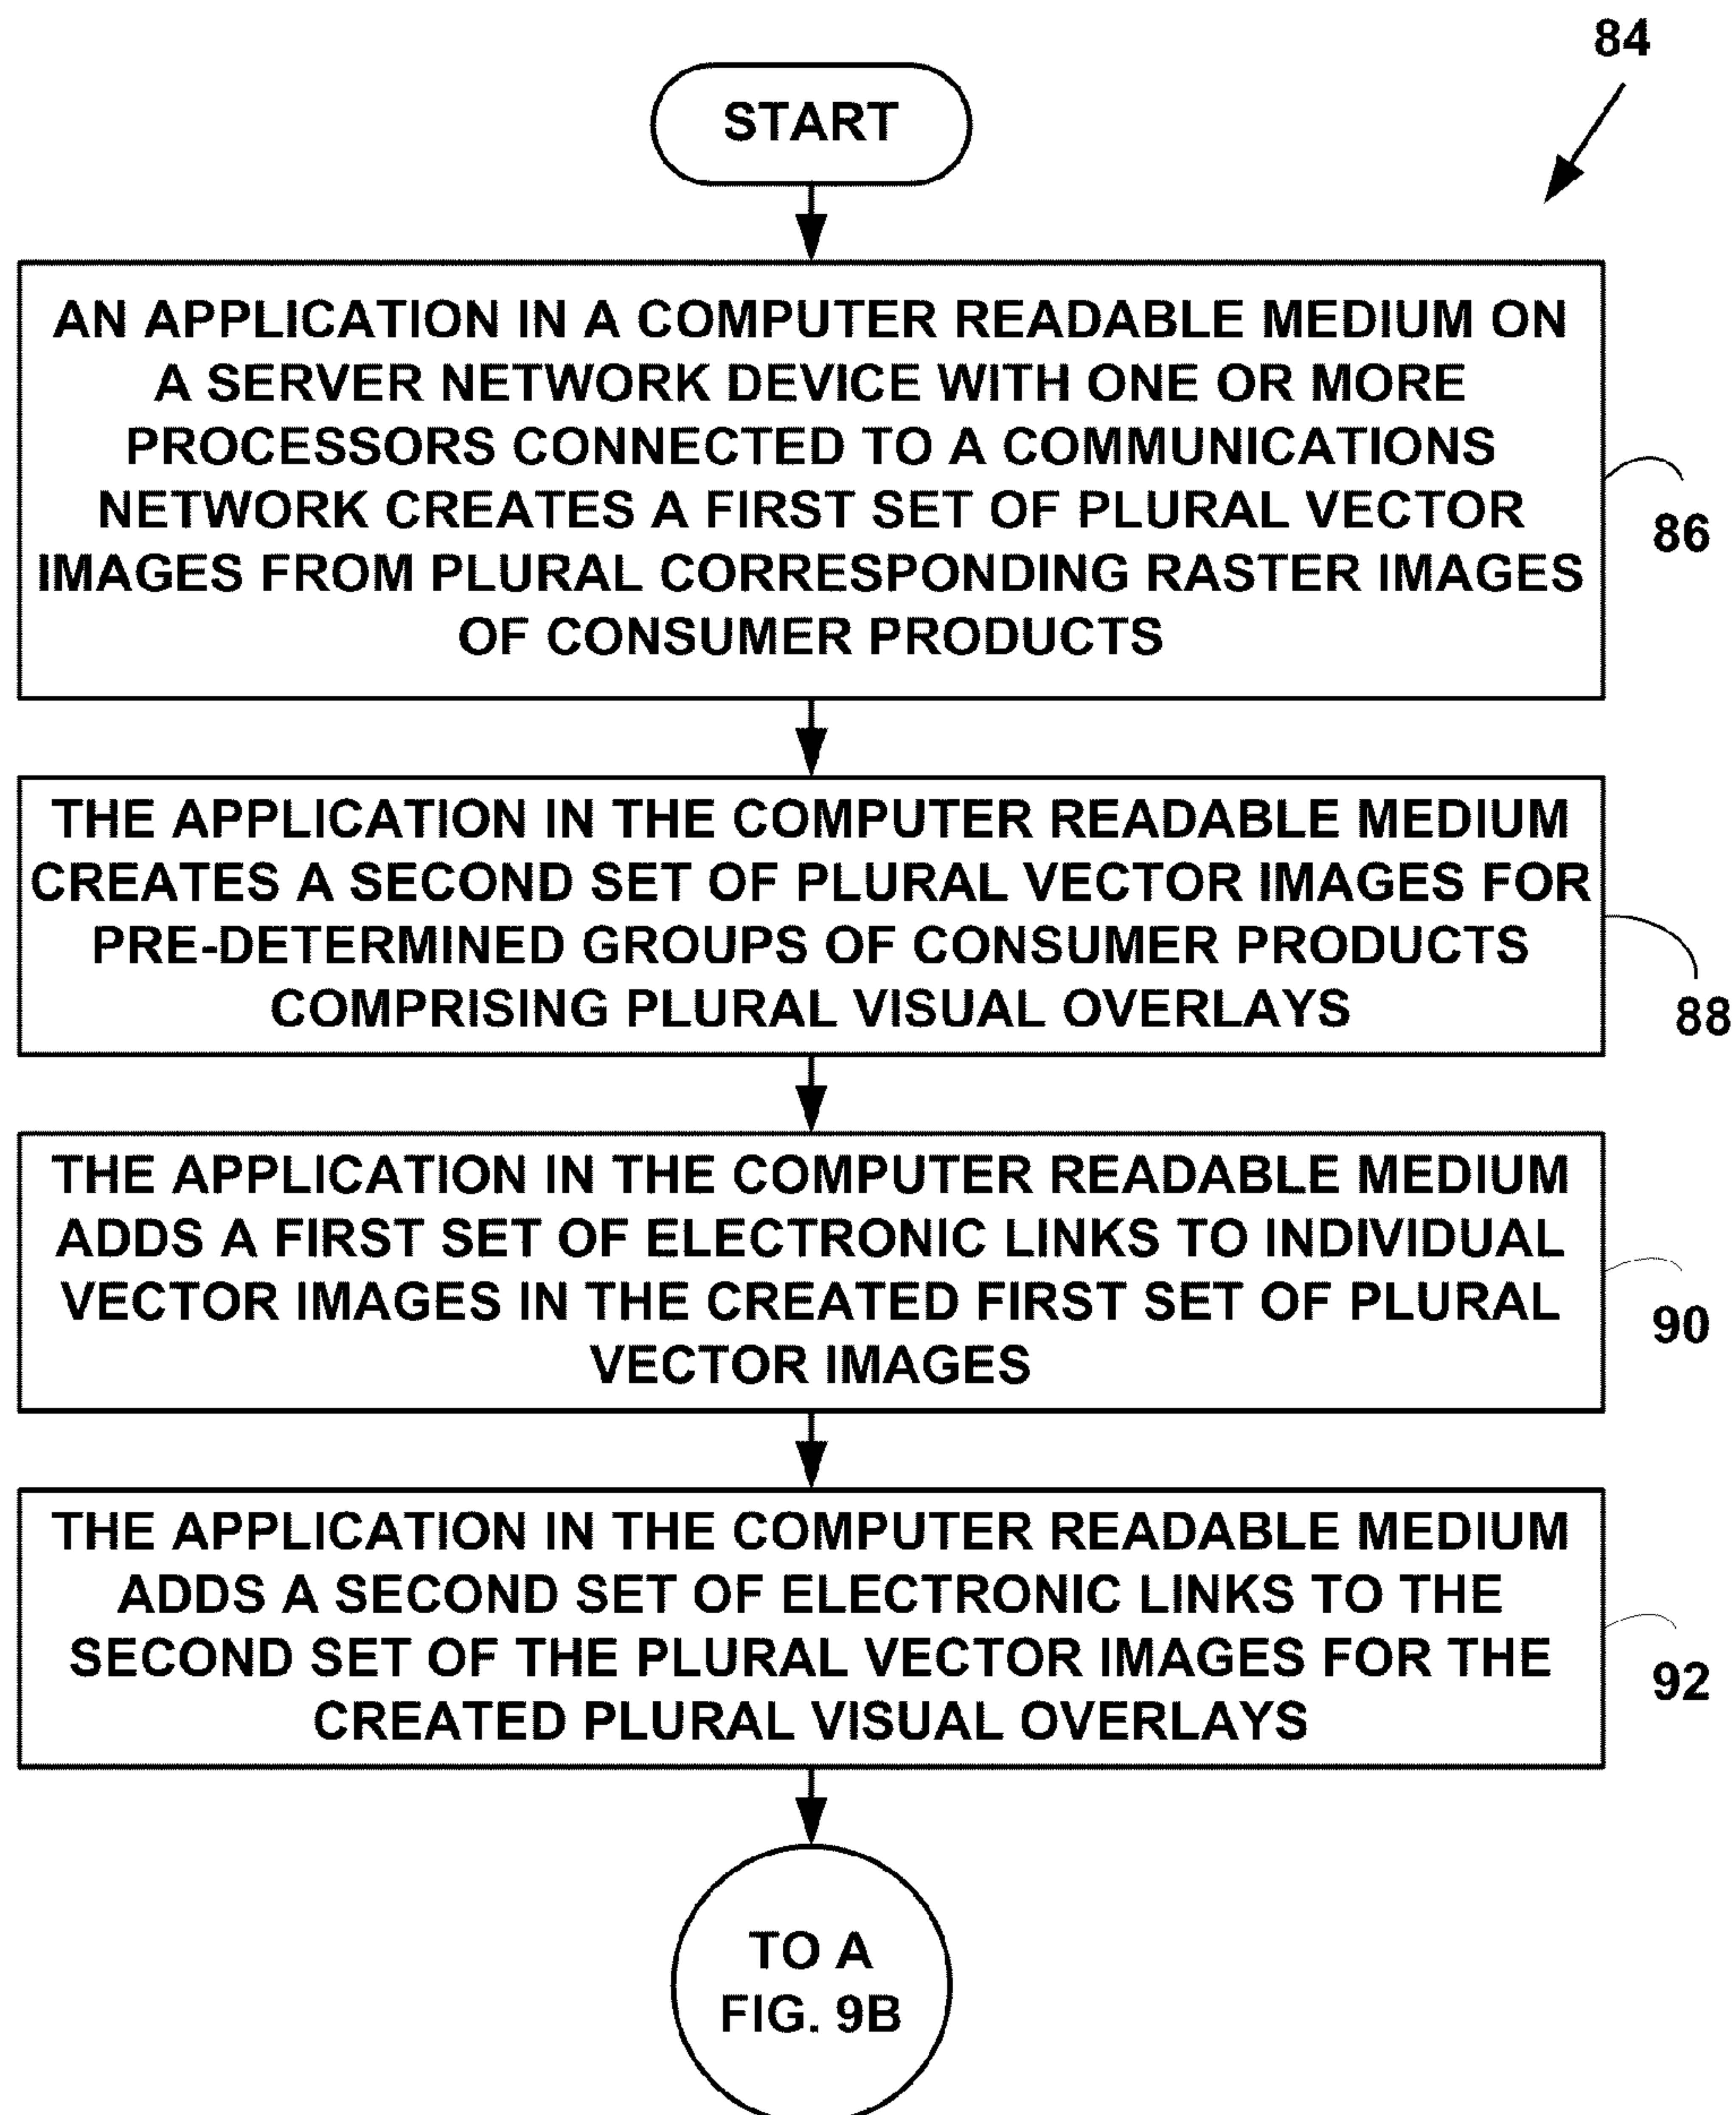 84
START
AN APPLICATION IN A COMPUTER READABLE MEDIUM ON
A SERVER NETWORK DEVICE WITH ONE OR MORE
PROCESSORS CONNECTED TO A COMMUNICATIONS
NETWORK CREATES A FIRST SET OF PLURAL VECTOR
IMAGES FROM PLURAL CORRESPONDING RASTER IMAGES
OF CONSUMER PRODUCTS
86
THE APPLICATION IN THE COMPUTER READABLE MEDIUM
CREATES A SECOND SET OF PLURAL VECTOR IMAGES FOR
PRE-DETERMINED GROUPS OF CONSUMER PRODUCTS
COMPRISING PLURAL VISUAL OVERLAYS
88
THE APPLICATION IN THE COMPUTER READABLE MEDIUM
ADDS A FIRST SET OF ELECTRONIC LINKS TO INDIVIDUAL
VECTOR IMAGES IN THE CREATED FIRST SET OF PLURAL
VECTOR IMAGES
90
THE APPLICATION IN THE COMPUTER READABLE MEDIUM
ADDS A SECOND SET OF ELECTRONIC LINKS TO THE
SECOND SET OF THE PLURAL VECTOR IMAGES FOR THE
CREATED PLURAL VISUAL OVERLAYS
92
TO A
FIG. 9B